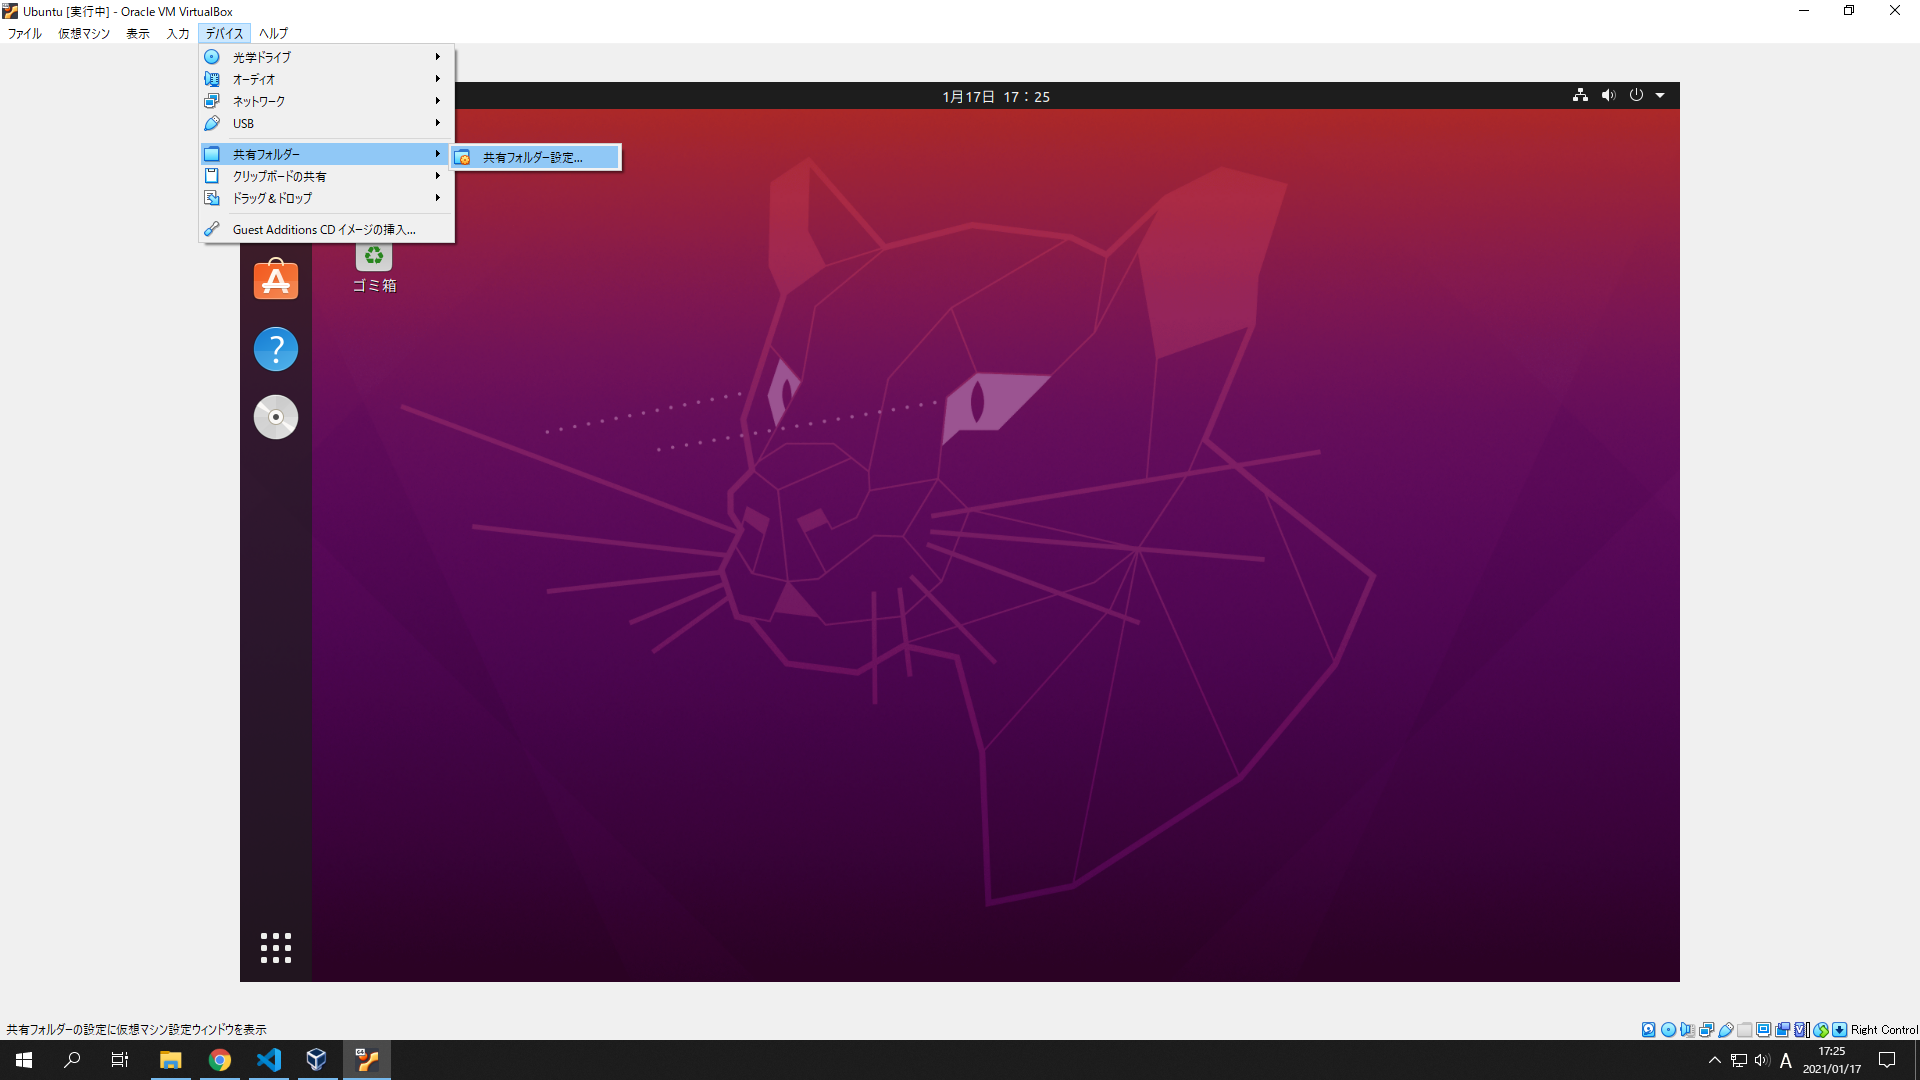 Ubuntu [実行中] - Oracle VM VirtualBox
ファイル 仮想マシン 表示 入力 デバイス ヘルプ
光学ドライブ
オーディオ
ネットワーク
USB
共有フォルダー
共有フォルダー設定...
クリップボードの共有
ドラッグ＆ドロップ
Guest Additions CD イメージの挿入...
1月17日 17：25
ゴミ箱
共有フォルダーの設定に仮想マシン設定ウィンドウを表示
Right Control
A
17:25
2021/01/17